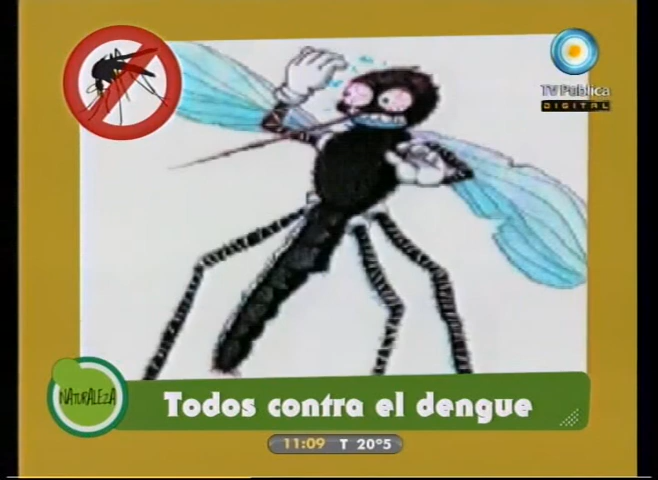 TV Pública
DIGITAL
NATURALEZA
Todos contra el dengue
11:09 T 20°5